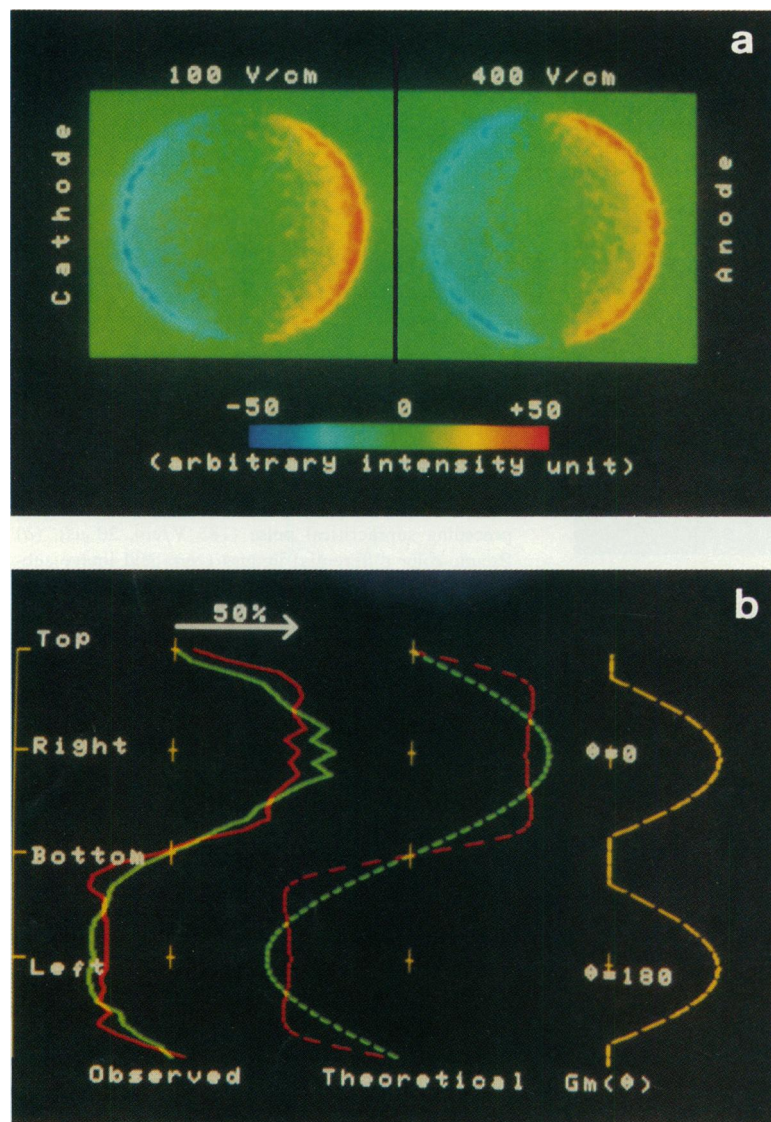 a
100 V/cm 400 V/cm
Cathode
Anode
-50 0 +50
(arbitrary intensity unit)
b
50%
Top
Right
Φ=0
Bottom
Left
Φ=180
Observed Theoretical Gm(Φ)